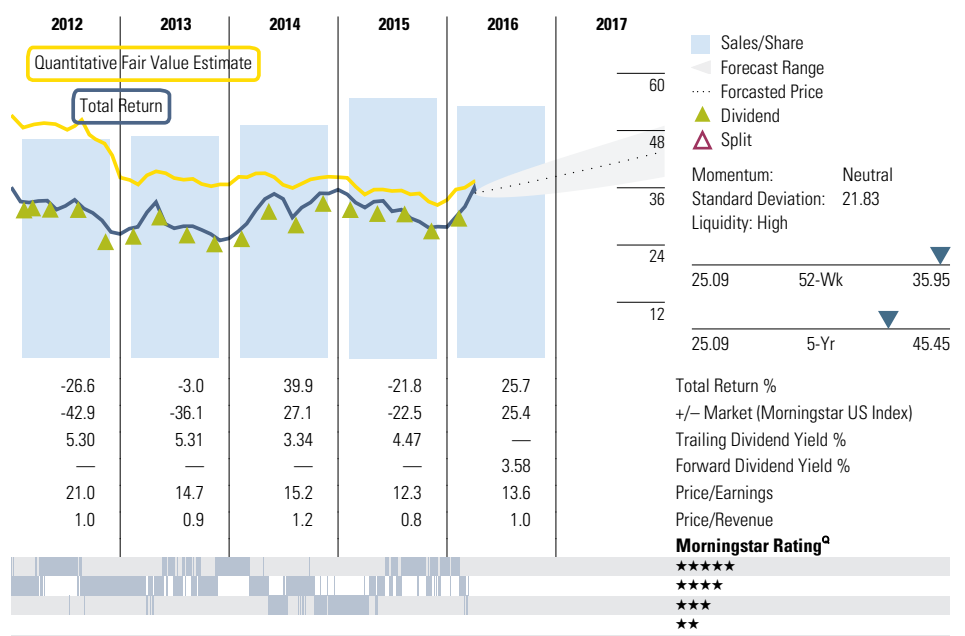 2012 2013 2014 2015 2016 2017
Quantitative Fair Value Estimate
Total Return
60
48
36
24
12
Sales/Share
Forecast Range
Forcasted Price
Dividend
Split
Momentum: Neutral
Standard Deviation: 21.83
Liquidity: High
25.09 52-Wk 35.95
25.09 5-Yr 45.45
-26.6 -3.0 39.9 -21.8 25.7 Total Return %
-42.9 -36.1 27.1 -22.5 25.4 +/– Market (Morningstar US Index)
5.30 5.31 3.34 4.47 — Trailing Dividend Yield %
— — — — 3.58 Forward Dividend Yield %
21.0 14.7 15.2 12.3 13.6 Price/Earnings
1.0 0.9 1.2 0.8 1.0 Price/Revenue
Morningstar Rating^Q
★★★★★
★★★★
★★★
★★